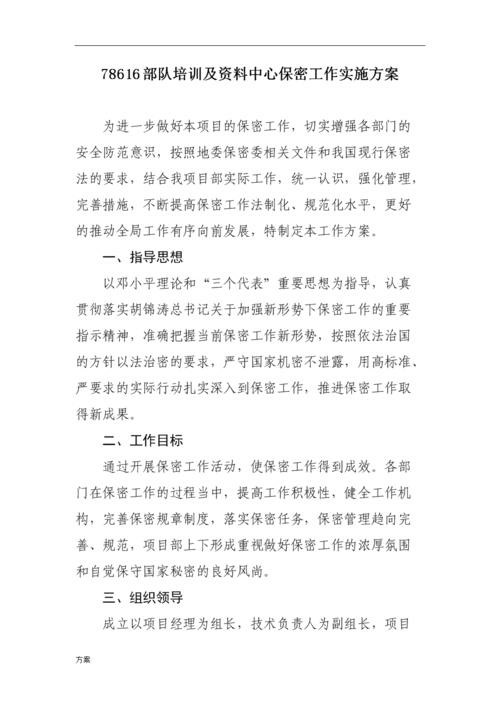 78616部队培训及资料中心保密工作实施方案
为进一步做好本项目的保密工作，切实增强各部门的
安全防范意识，按照地委保密委相关文件和我国现行保密
法的要求，结合我项目部实际工作，统一认识，强化管理，
完善措施，不断提高保密工作法制化、规范化水平，更好
的推动全局工作有序向前发展，特制定本工作方案。
一、指导思想
以邓小平理论和“三个代表”重要思想为指导，认真
贯彻落实胡锦涛总书记关于加强新形势下保密工作的重要
指示精神，准确把握当前保密工作新形势，按照依法治国
的方针以法治密的要求，严守国家机密不泄露，用高标准、
严要求的实际行动扎实深入到保密工作，推进保密工作取
得新成果。
二、工作目标
通过开展保密工作活动，使保密工作得到成效。各部
门在保密工作的过程当中，提高工作积极性，健全工作机
构，完善保密规章制度，落实保密任务，保密管理趋向完
善、规范，项目部上下形成重视做好保密工作的浓厚氛围
和自觉保守国家秘密的良好风尚。
三、组织领导
成立以项目经理为组长，技术负责人为副组长，项目
方案